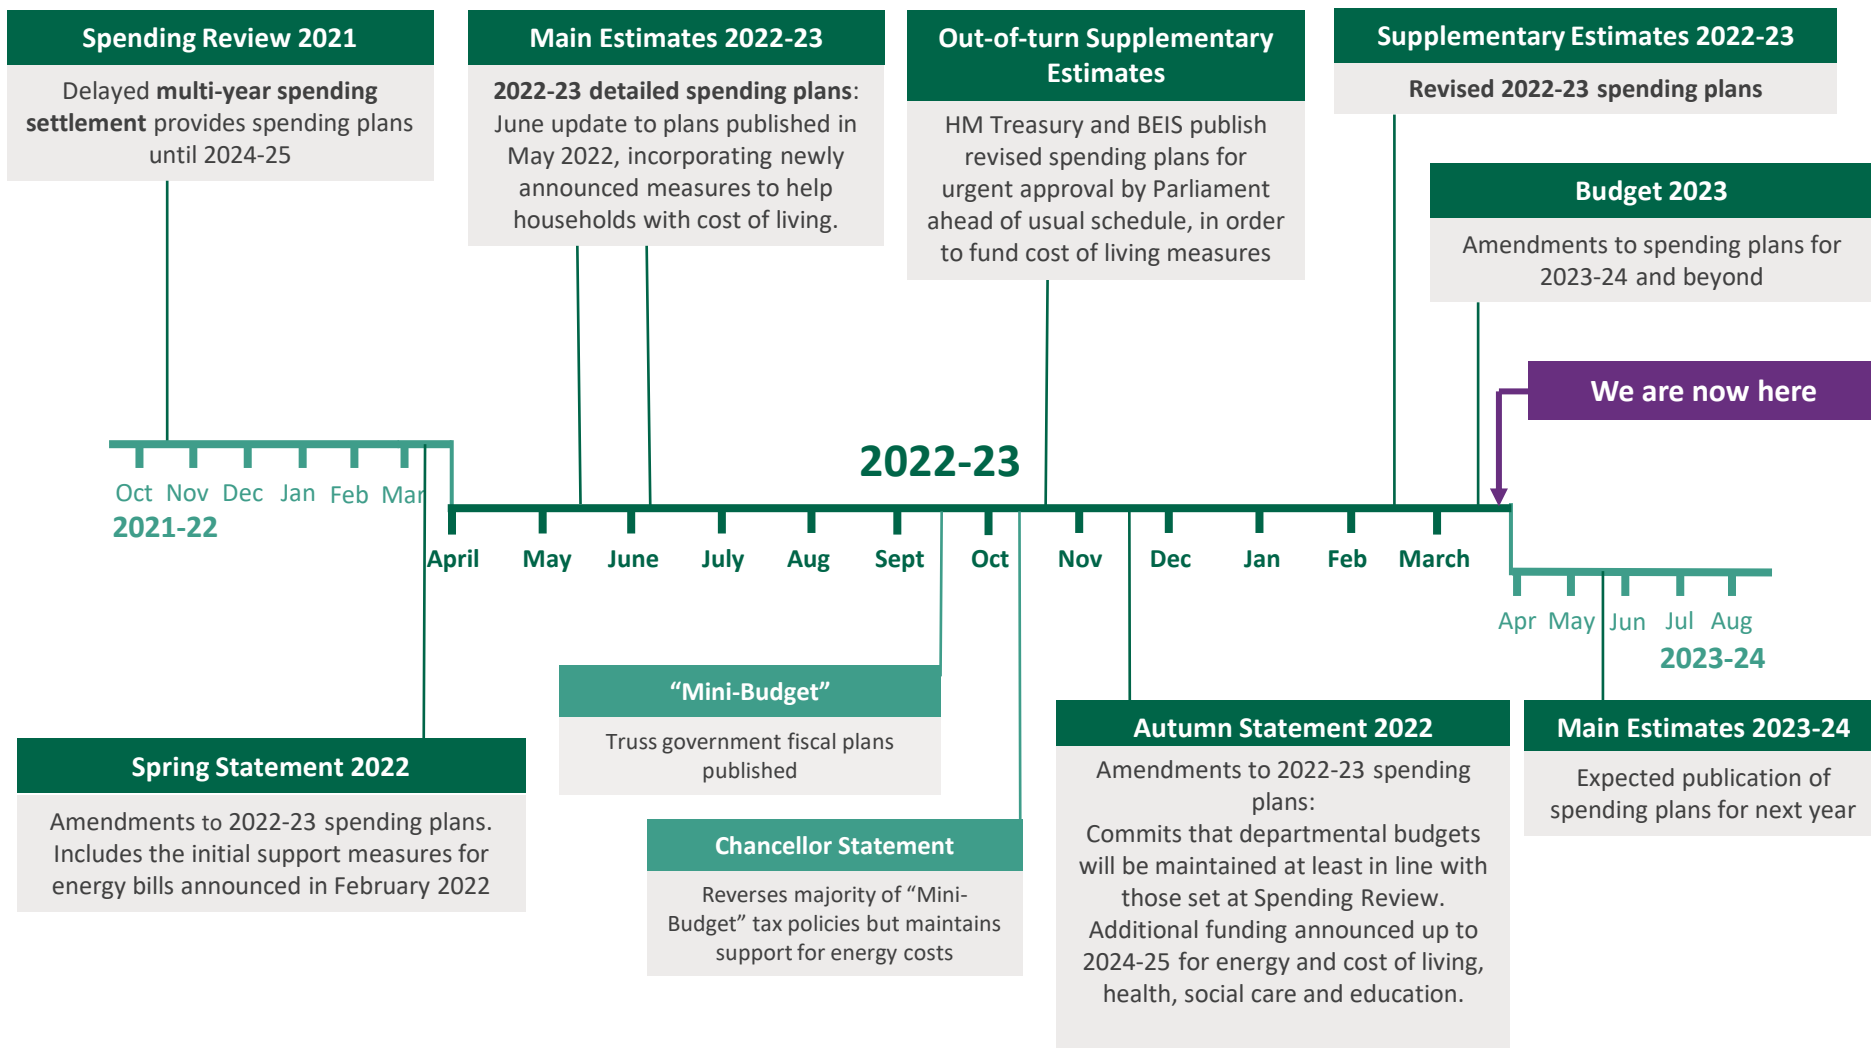 Spending Review 2021
Delayed multi-year spending
settlement provides spending plans
until 2024-25
Main Estimates 2022-23
2022-23 detailed spending plans:
June update to plans published in
May 2022, incorporating newly
announced measures to help
households with cost of living.
Out-of-turn Supplementary
Estimates
HM Treasury and BEIS publish
revised spending plans for
urgent approval by Parliament
ahead of usual schedule, in order
to fund cost of living measures
Supplementary Estimates 2022-23
Revised 2022-23 spending plans
Budget 2023
Amendments to spending plans for
2023-24 and beyond
We are now here
2022-23
Oct Nov Dec Jan Feb Mar
2021-22
April May June July Aug Sept Oct Nov Dec Jan Feb March
Apr May Jun Jul Aug
2023-24
Spring Statement 2022
Amendments to 2022-23 spending plans.
Includes the initial support measures for
energy bills announced in February 2022
“Mini-Budget”
Truss government fiscal plans
published
Chancellor Statement
Reverses majority of “Mini-
Budget” tax policies but maintains
support for energy costs
Autumn Statement 2022
Amendments to 2022-23 spending
plans:
Commits that departmental budgets
will be maintained at least in line with
those set at Spending Review.
Additional funding announced up to
2024-25 for energy and cost of living,
health, social care and education.
Main Estimates 2023-24
Expected publication of
spending plans for next year